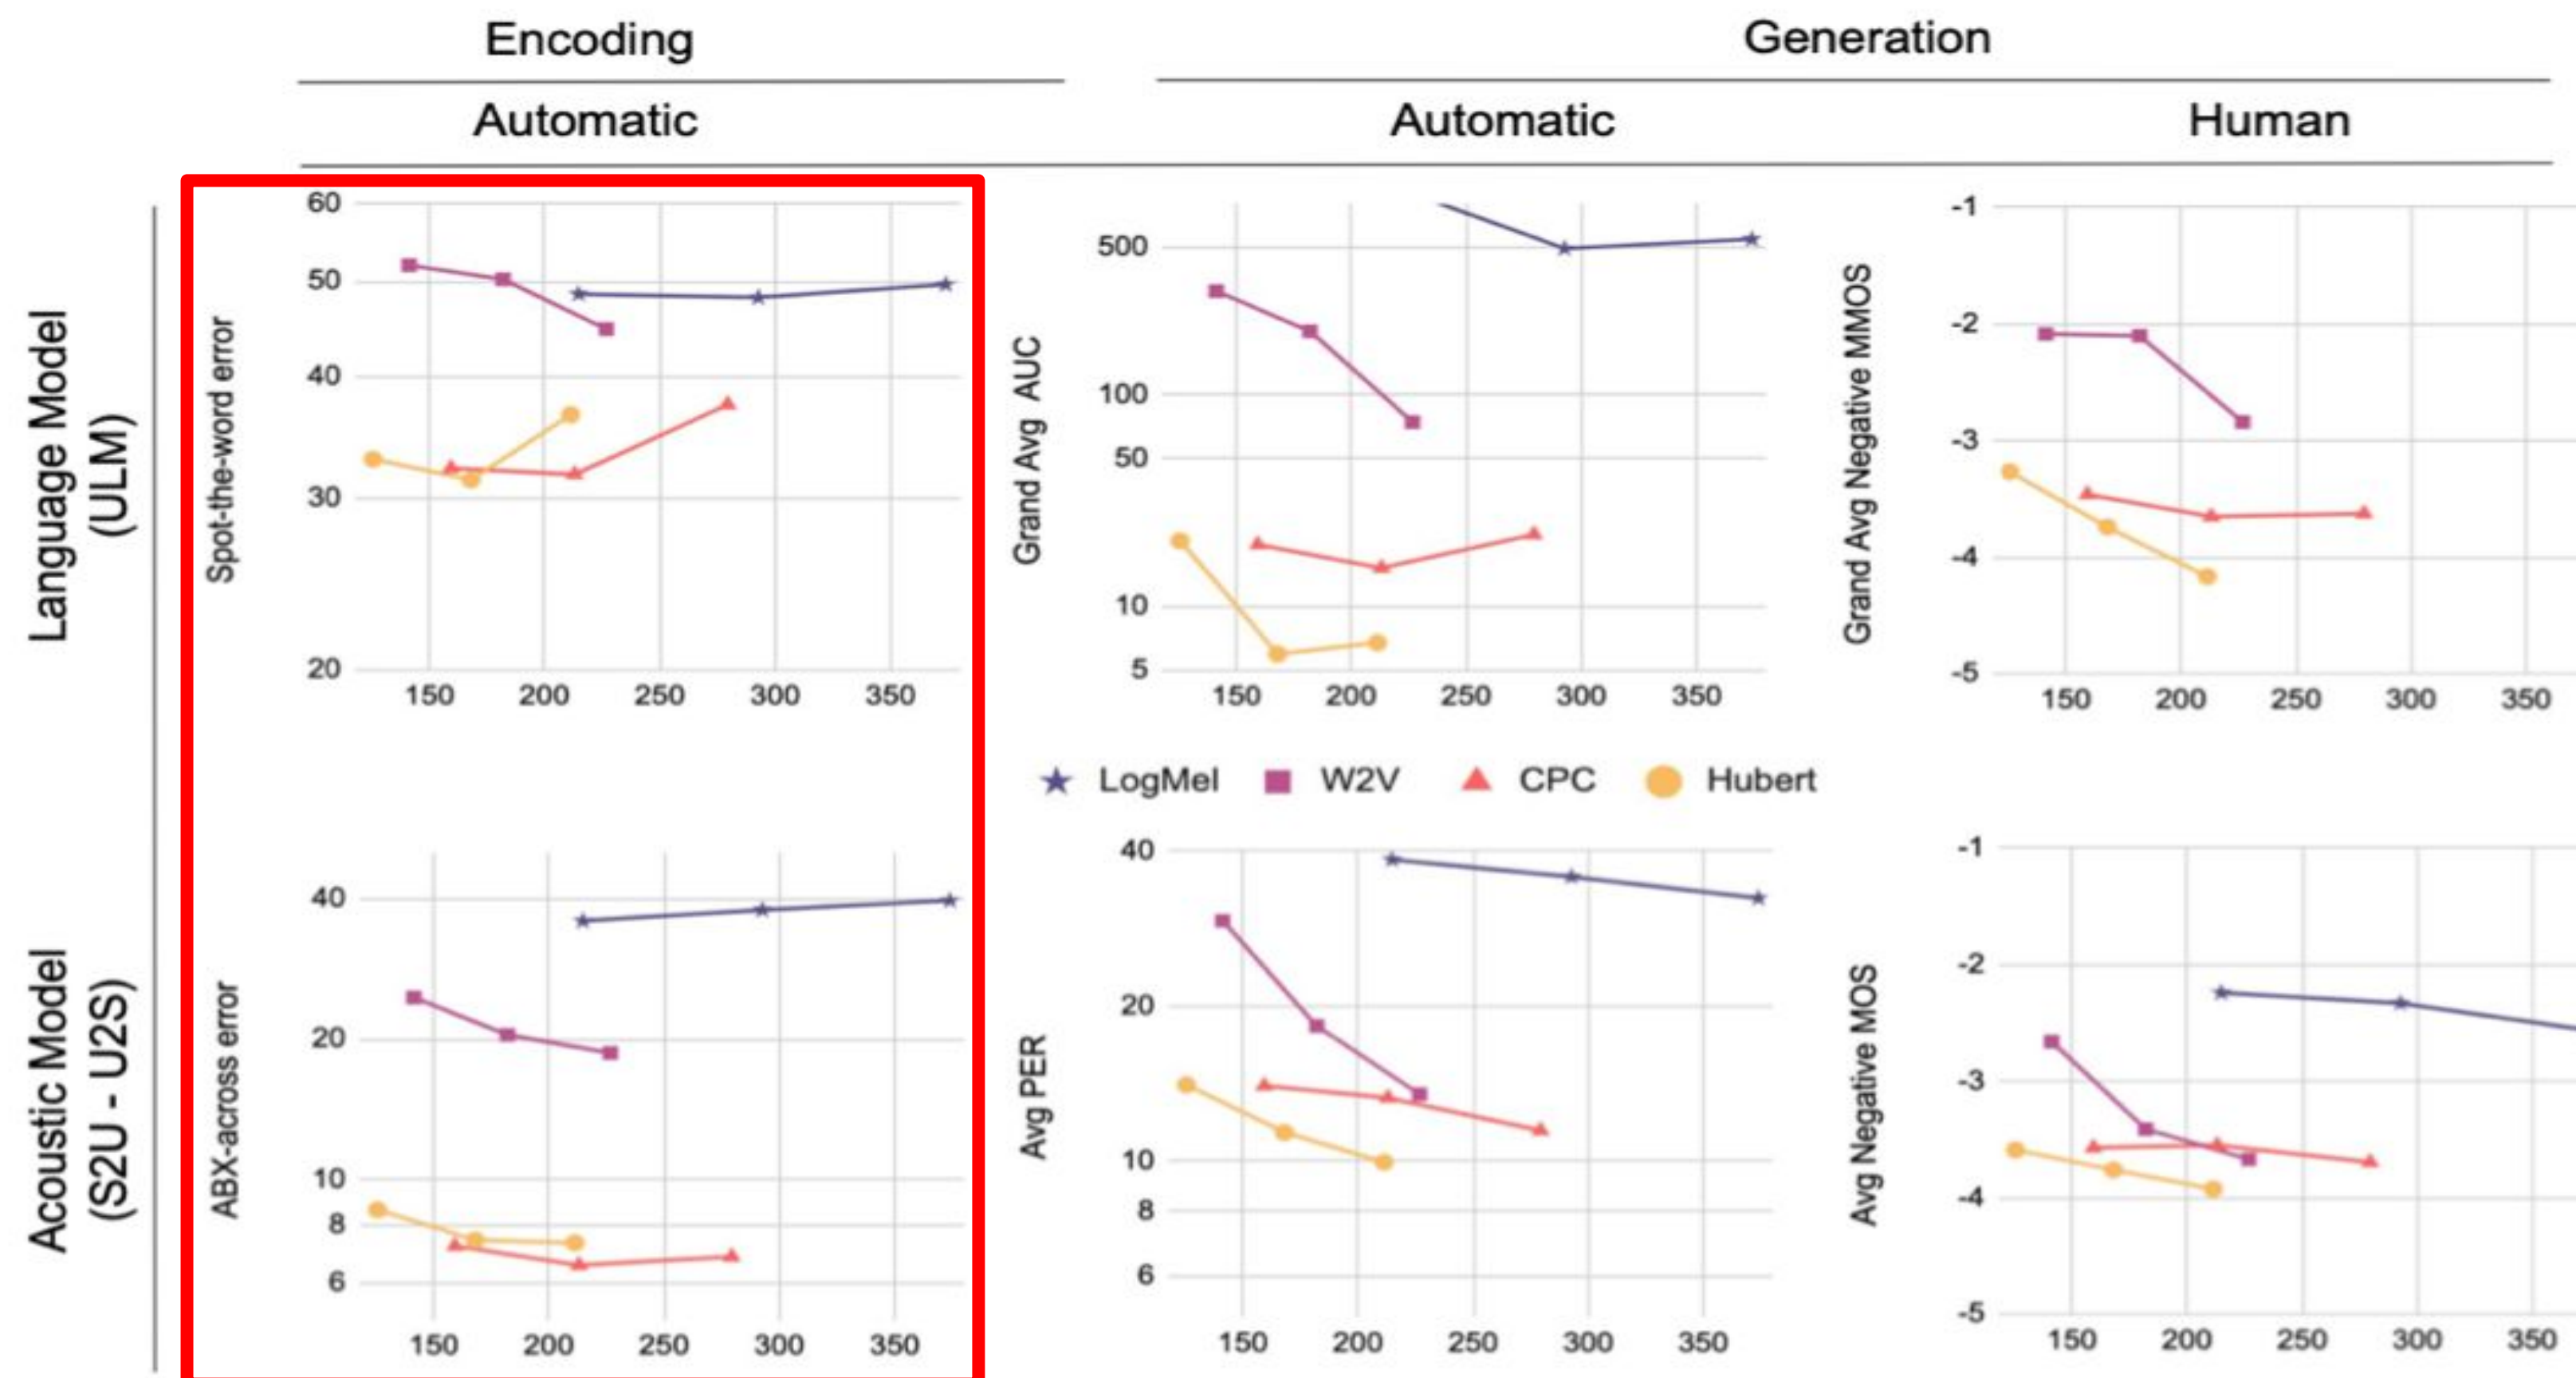 Encoding
Generation
Automatic
Automatic
Human
Language Model
(ULM)
Spot-the-word error
60
50
40
30
20
150 200 250 300 350
Grand Avg AUC
500
100
50
10
5
150 200 250 300 350
Grand Avg Negative MMOS
-1
-2
-3
-4
-5
150 200 250 300 350
LogMel W2V CPC Hubert
Acoustic Model
(S2U - U2S)
ABX-across error
40
20
10
8
6
150 200 250 300 350
Avg PER
40
20
10
8
6
150 200 250 300 350
Avg Negative MOS
-1
-2
-3
-4
-5
150 200 250 300 350